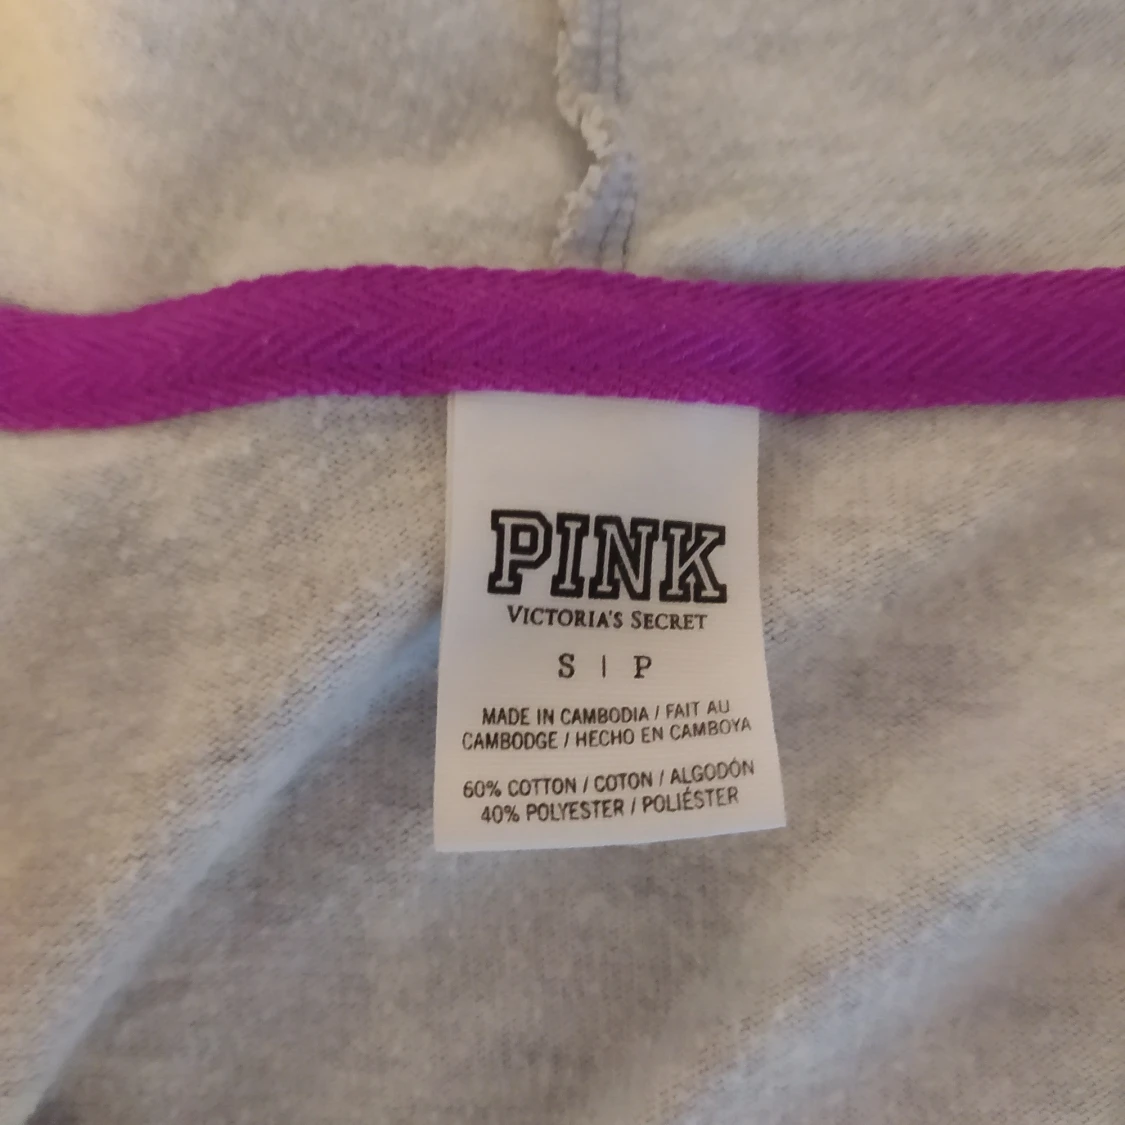 PINK
VICTORIA'S SECRET
S | P
MADE IN CAMBODIA / FAIT AU
CAMBODGE / HECHO EN CAMBOYA
60% COTTON / COTON / ALGODÓN
40% POLYESTER / POLIÉSTER